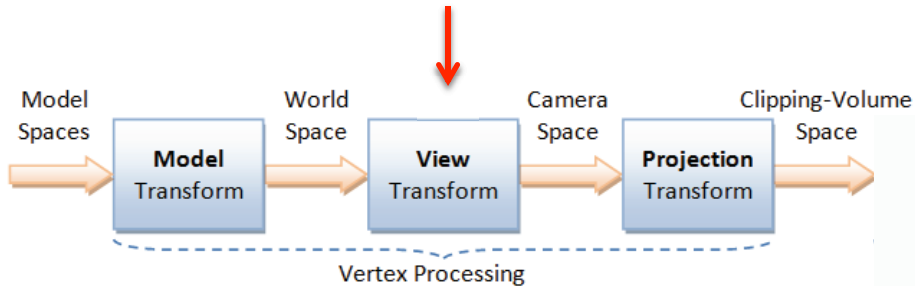 Model
Spaces
Model
Transform
World
Space
View
Transform
Camera
Space
Projection
Transform
Clipping-Volume
Space
Vertex Processing